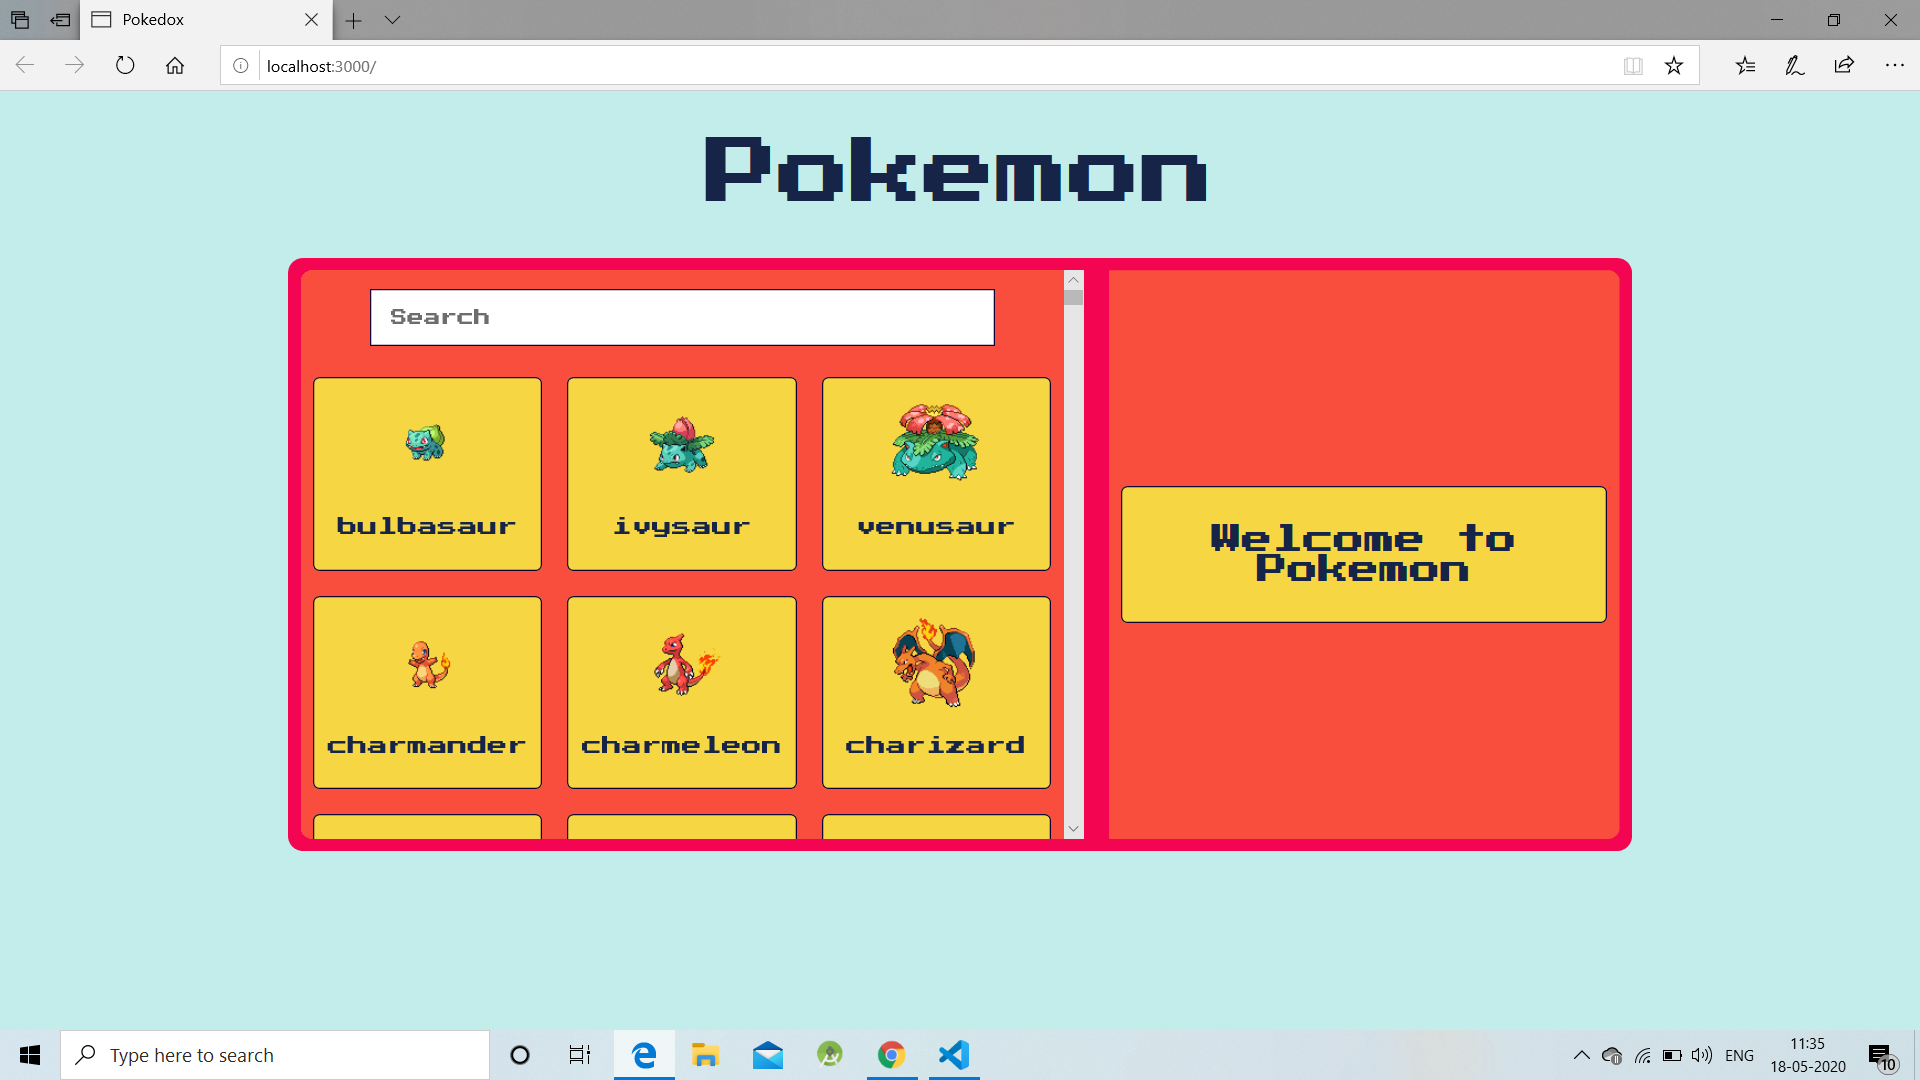 Pokedox
localhost:3000/
Pokemon
Search
bulbasaur
ivysaur
venusaur
charmander
charmeleon
charizard
Welcome to
Pokemon
Type here to search
ENG
11:35
18-05-2020
10